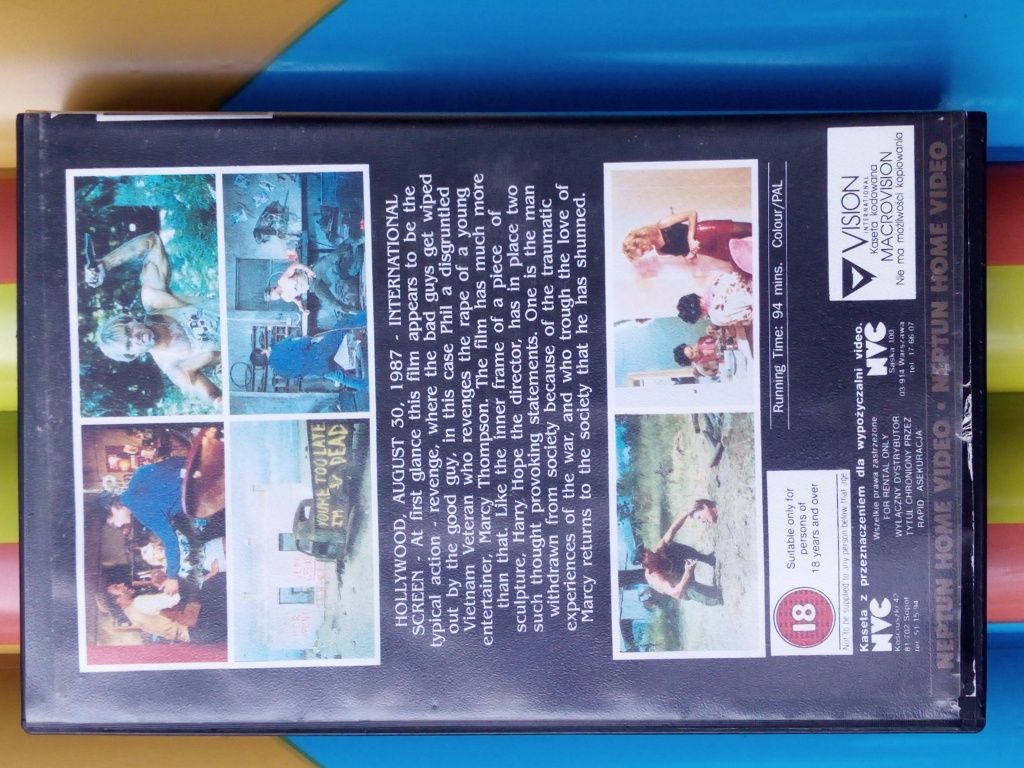 YOU'RE TOO LATE
I'M DEAD
HOLLYWOOD, AUGUST 30, 1987 - INTERNATIONAL
SCREEN - At first glance this film appears to be the
typical action - revenge, where the bad guys get wiped
out by the good guy, in this case Phil a disgruntled
Vietnam Veteran who revenges the rape of a young
entertainer, Marcy Thompson. The film has much more
than that. Like the inner frame of a piece of
sculpture. Harry Hope the director, has in place two
such thought provoking statements. One is the man
withdrawn from society because of the traumatic
experiences of the war, and who trough the love of
Marcy returns to the society that he has shunned.
Running Time: 94 mins. Colour/PAL
18
Suitable only for
persons of
18 years and over
Not to be supplied to any person below that age
VISION
INTERNATIONAL
Kaseta kodowana
MACROVISION
Nie ma możliwości kopiowania
Kaseta z przeznaczeniem dla wypożyczalni video.
NVC
Kościuszki 47
81-702 Sopot
tel. 51-15-94
Wszelkie prawa zastrzeżone
FOR RENTAL ONLY
WYŁĄCZNY DYSTRYBUTOR
TYTUŁ CHRONIONY PRZEZ
"RAPID ASEKURACJA"
NVC
Saska 100
03-914 Warszawa
tel. 17-66-07
NEPTUN HOME VIDEO • NEPTUN HOME VIDEO